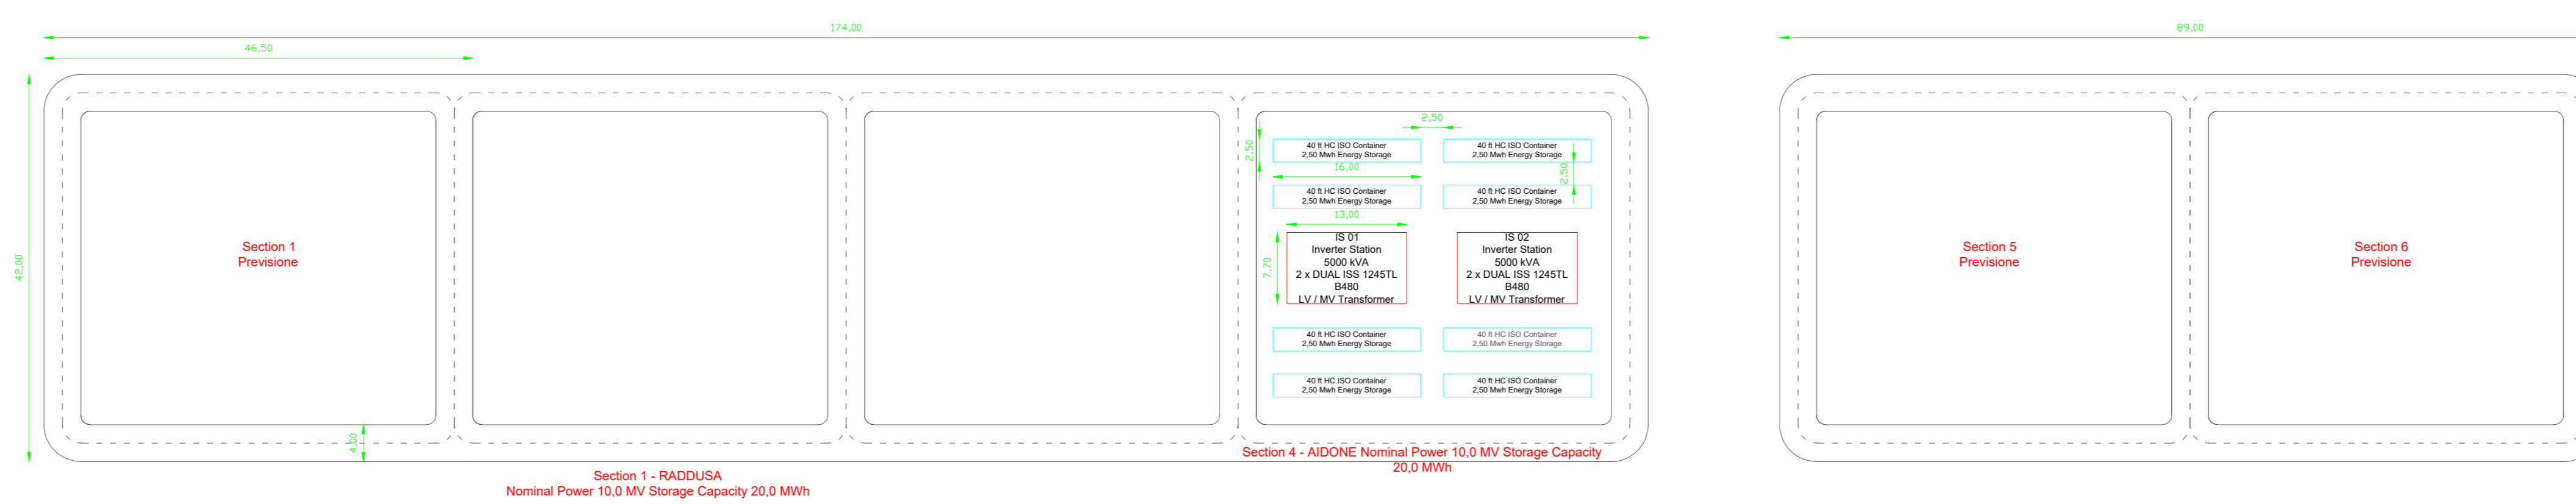 174,00
89,00
46,50
42,00
4,00
Section 1
Previsione
2,50
2,50
40 ft HC ISO Container
2,50 Mwh Energy Storage
40 ft HC ISO Container
2,50 Mwh Energy Storage
16,00
2,50
40 ft HC ISO Container
2,50 Mwh Energy Storage
40 ft HC ISO Container
2,50 Mwh Energy Storage
13,00
7,70
IS 01
Inverter Station
5000 kVA
2 x DUAL ISS 1245TL
B480
LV / MV Transformer
IS 02
Inverter Station
5000 kVA
2 x DUAL ISS 1245TL
B480
LV / MV Transformer
40 ft HC ISO Container
2,50 Mwh Energy Storage
40 ft HC ISO Container
2,50 Mwh Energy Storage
40 ft HC ISO Container
2,50 Mwh Energy Storage
40 ft HC ISO Container
2,50 Mwh Energy Storage
Section 5
Previsione
Section 6
Previsione
Section 4 - AIDONE Nominal Power 10,0 MV Storage Capacity
20,0 MWh
Section 1 - RADDUSA
Nominal Power 10,0 MV Storage Capacity 20,0 MWh